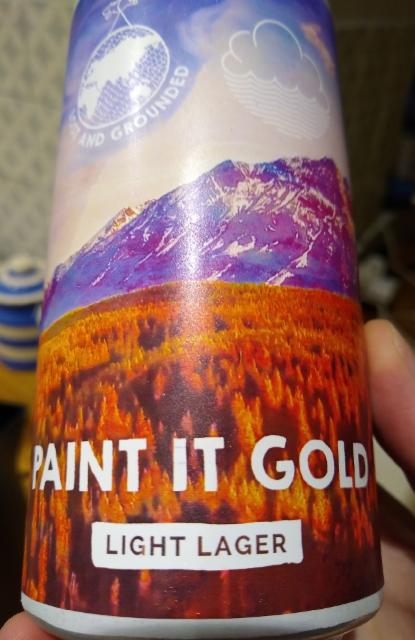 AND GROUNDED
PAINT IT GOLD
LIGHT LAGER